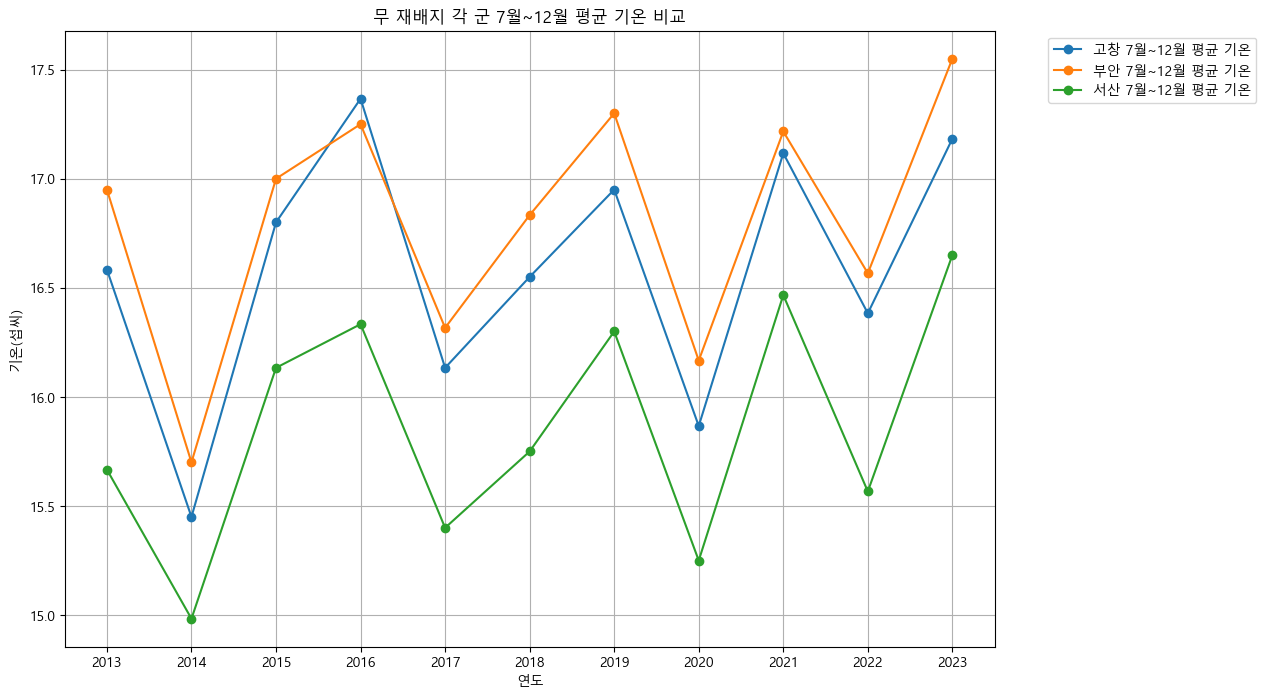 무 재배지 각 군 7월~12월 평균 기온 비교
고창 7월~12월 평균 기온
부안 7월~12월 평균 기온
서산 7월~12월 평균 기온
기온(섭씨)
17.5
17.0
16.5
16.0
15.5
15.0
2013 2014 2015 2016 2017 2018 2019 2020 2021 2022 2023
연도